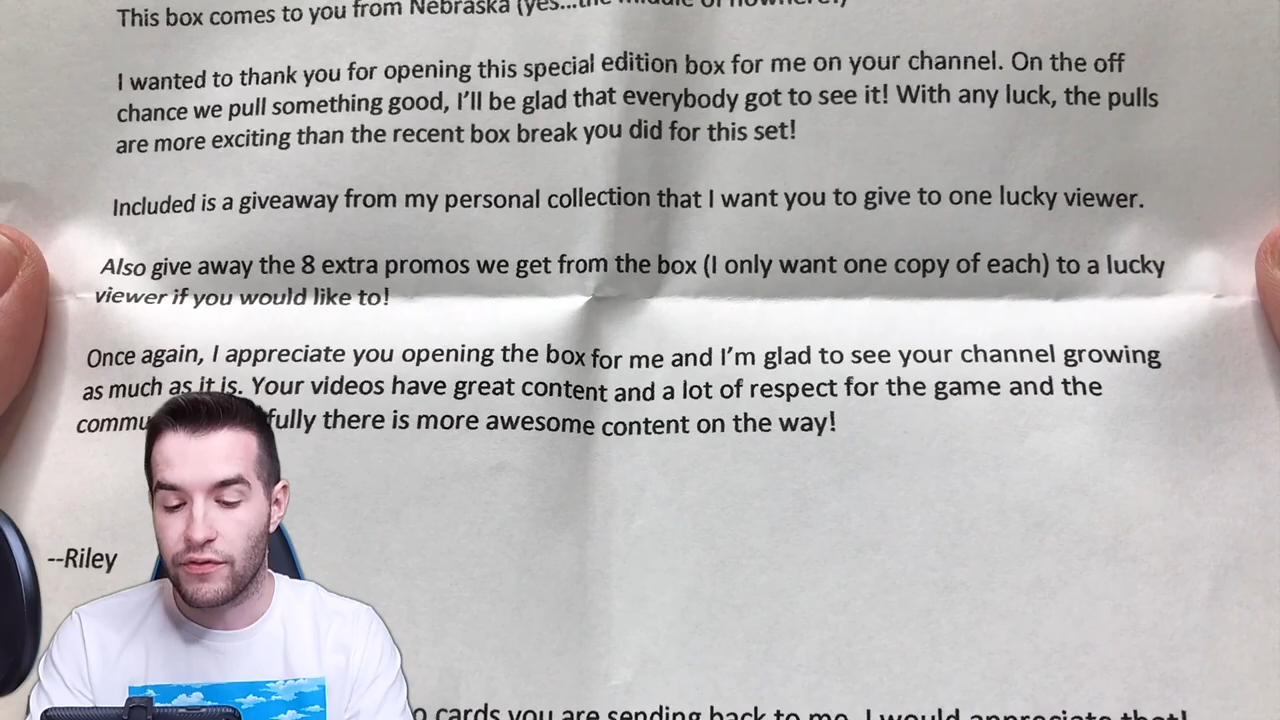 This box comes to you from Nebraska (yes...the middle of nowhere!)
I wanted to thank you for opening this special edition box for me on your channel. On the off
chance we pull something good, I'll be glad that everybody got to see it! With any luck, the pulls
are more exciting than the recent box break you did for this set!
Included is a giveaway from my personal collection that I want you to give to one lucky viewer.
Also give away the 8 extra promos we get from the box (I only want one copy of each) to a lucky
viewer if you would like to!
Once again, I appreciate you opening the box for me and I'm glad to see your channel growing
as much as it is. Your videos have great content and a lot of respect for the game and the
commu fully there is more awesome content on the way!
--Riley
cards you are sending back to me, I would appreciate that!